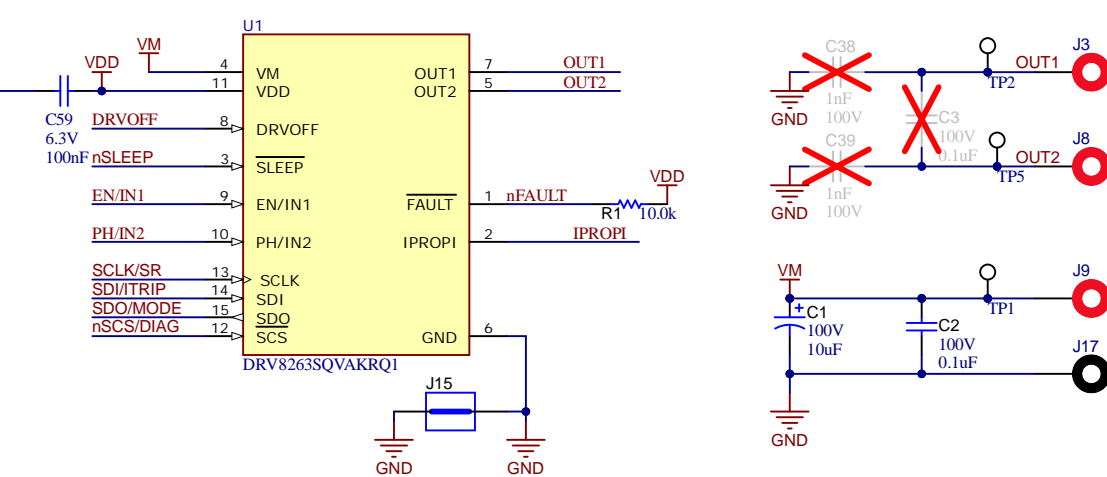 U1
VM
VDD
C59
6.3V
100nF
DRVOFF
nSLEEP
EN/IN1
PH/IN2
SCLK/SR
SDI/ITRIP
SDO/MODE
nSCS/DIAG
4 VM
11 VDD
8 DRVOFF
3 SLEEP
9 EN/IN1
10 PH/IN2
13 SCLK
14 SDI
15 SDO
12 SCS
OUT1 7 OUT1
OUT2 5 OUT2
FAULT 1 nFAULT
IPROPI 2 IPROPI
GND 6
VDD
R1 10.0k
DRV8263SQVAKRQ1
J15
GND
GND
C38
1nF
100V
GND
C3
100V
0.1uF
C39
1nF
100V
GND
TP2
OUT1
J3
TP5
OUT2
J8
VM
C1
100V
10uF
C2
100V
0.1uF
TP1
J9
J17
GND